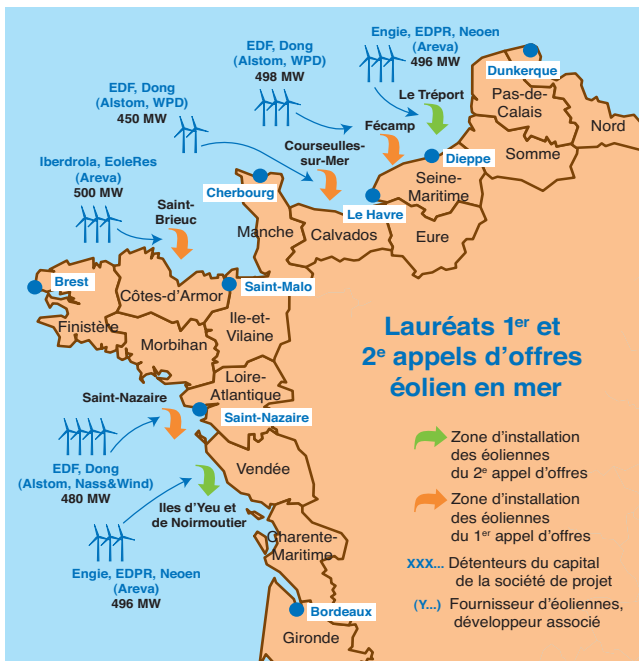 Engie, EDPR, Neoen
(Areva)
496 MW
EDF, Dong
(Alstom, WPD)
498 MW
EDF, Dong
(Alstom, WPD)
450 MW
Iberdrola, EoleRes
(Areva)
500 MW
Dunkerque
Le Tréport
Pas-de-
Calais
Nord
Fécamp
Courseulles-
sur-Mer
Dieppe
Somme
Cherbourg
Seine-
Maritime
Le Havre
Saint-
Brieuc
Manche
Calvados
Eure
Brest
Côtes-d'Armor
Saint-Malo
Finistère
Ile-et-
Vilaine
Morbihan
Loire-
Atlantique
Saint-Nazaire
Saint-Nazaire
EDF, Dong
(Alstom, Nass&Wind)
480 MW
Vendée
Iles d'Yeu et
de Noirmoutier
Charente-
Maritime
Engie, EDPR, Neoen
(Areva)
496 MW
Bordeaux
Gironde
Lauréats 1er et
2e appels d'offres
éolien en mer
Zone d'installation
des éoliennes
du 2e appel d'offres
Zone d'installation
des éoliennes
du 1er appel d'offres
XXX... Détenteurs du capital
de la société de projet
(Y...) Fournisseur d'éoliennes,
développeur associé